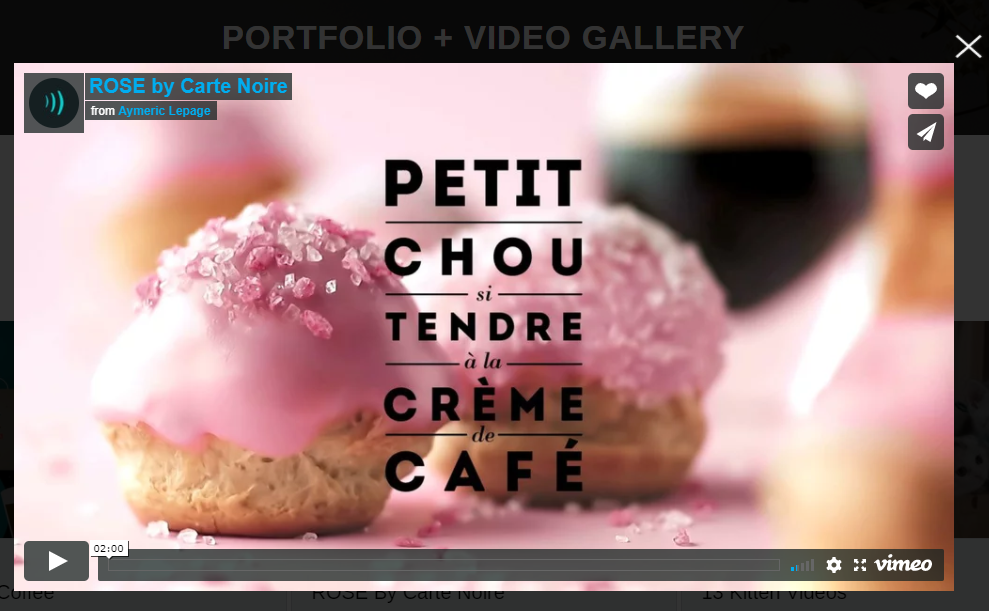 PORTFOLIO + VIDEO GALLERY
ROSE by Carte Noire
from Aymeric Lepage
PETIT
CHOU
si
TENDRE
à la
CRÈME
de
CAFÉ
02:00
vimeo
Coffee
ROSE By Carte Noire
13 Kitten Videos